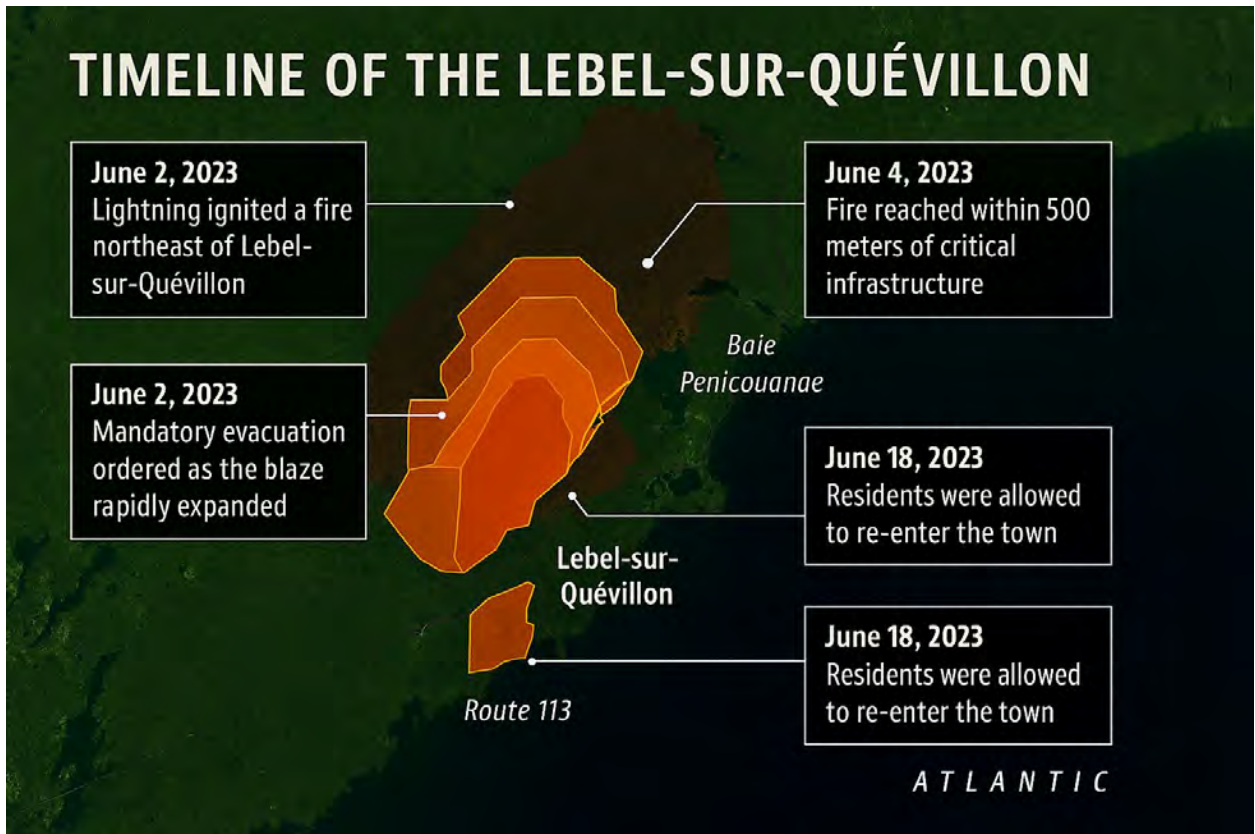 TIMELINE OF THE LEBEL-SUR-QUÉVILLON
June 2, 2023
Lightning ignited a fire
northeast of Lebel-
sur-Quévillon
June 4, 2023
Fire reached within 500
meters of critical
infrastructure
June 2, 2023
Mandatory evacuation
ordered as the blaze
rapidly expanded
Baie
Penicouanae
June 18, 2023
Residents were allowed
to re-enter the town
Lebel-sur-
Quévillon
June 18, 2023
Residents were allowed
to re-enter the town
Route 113
ATLANTIC